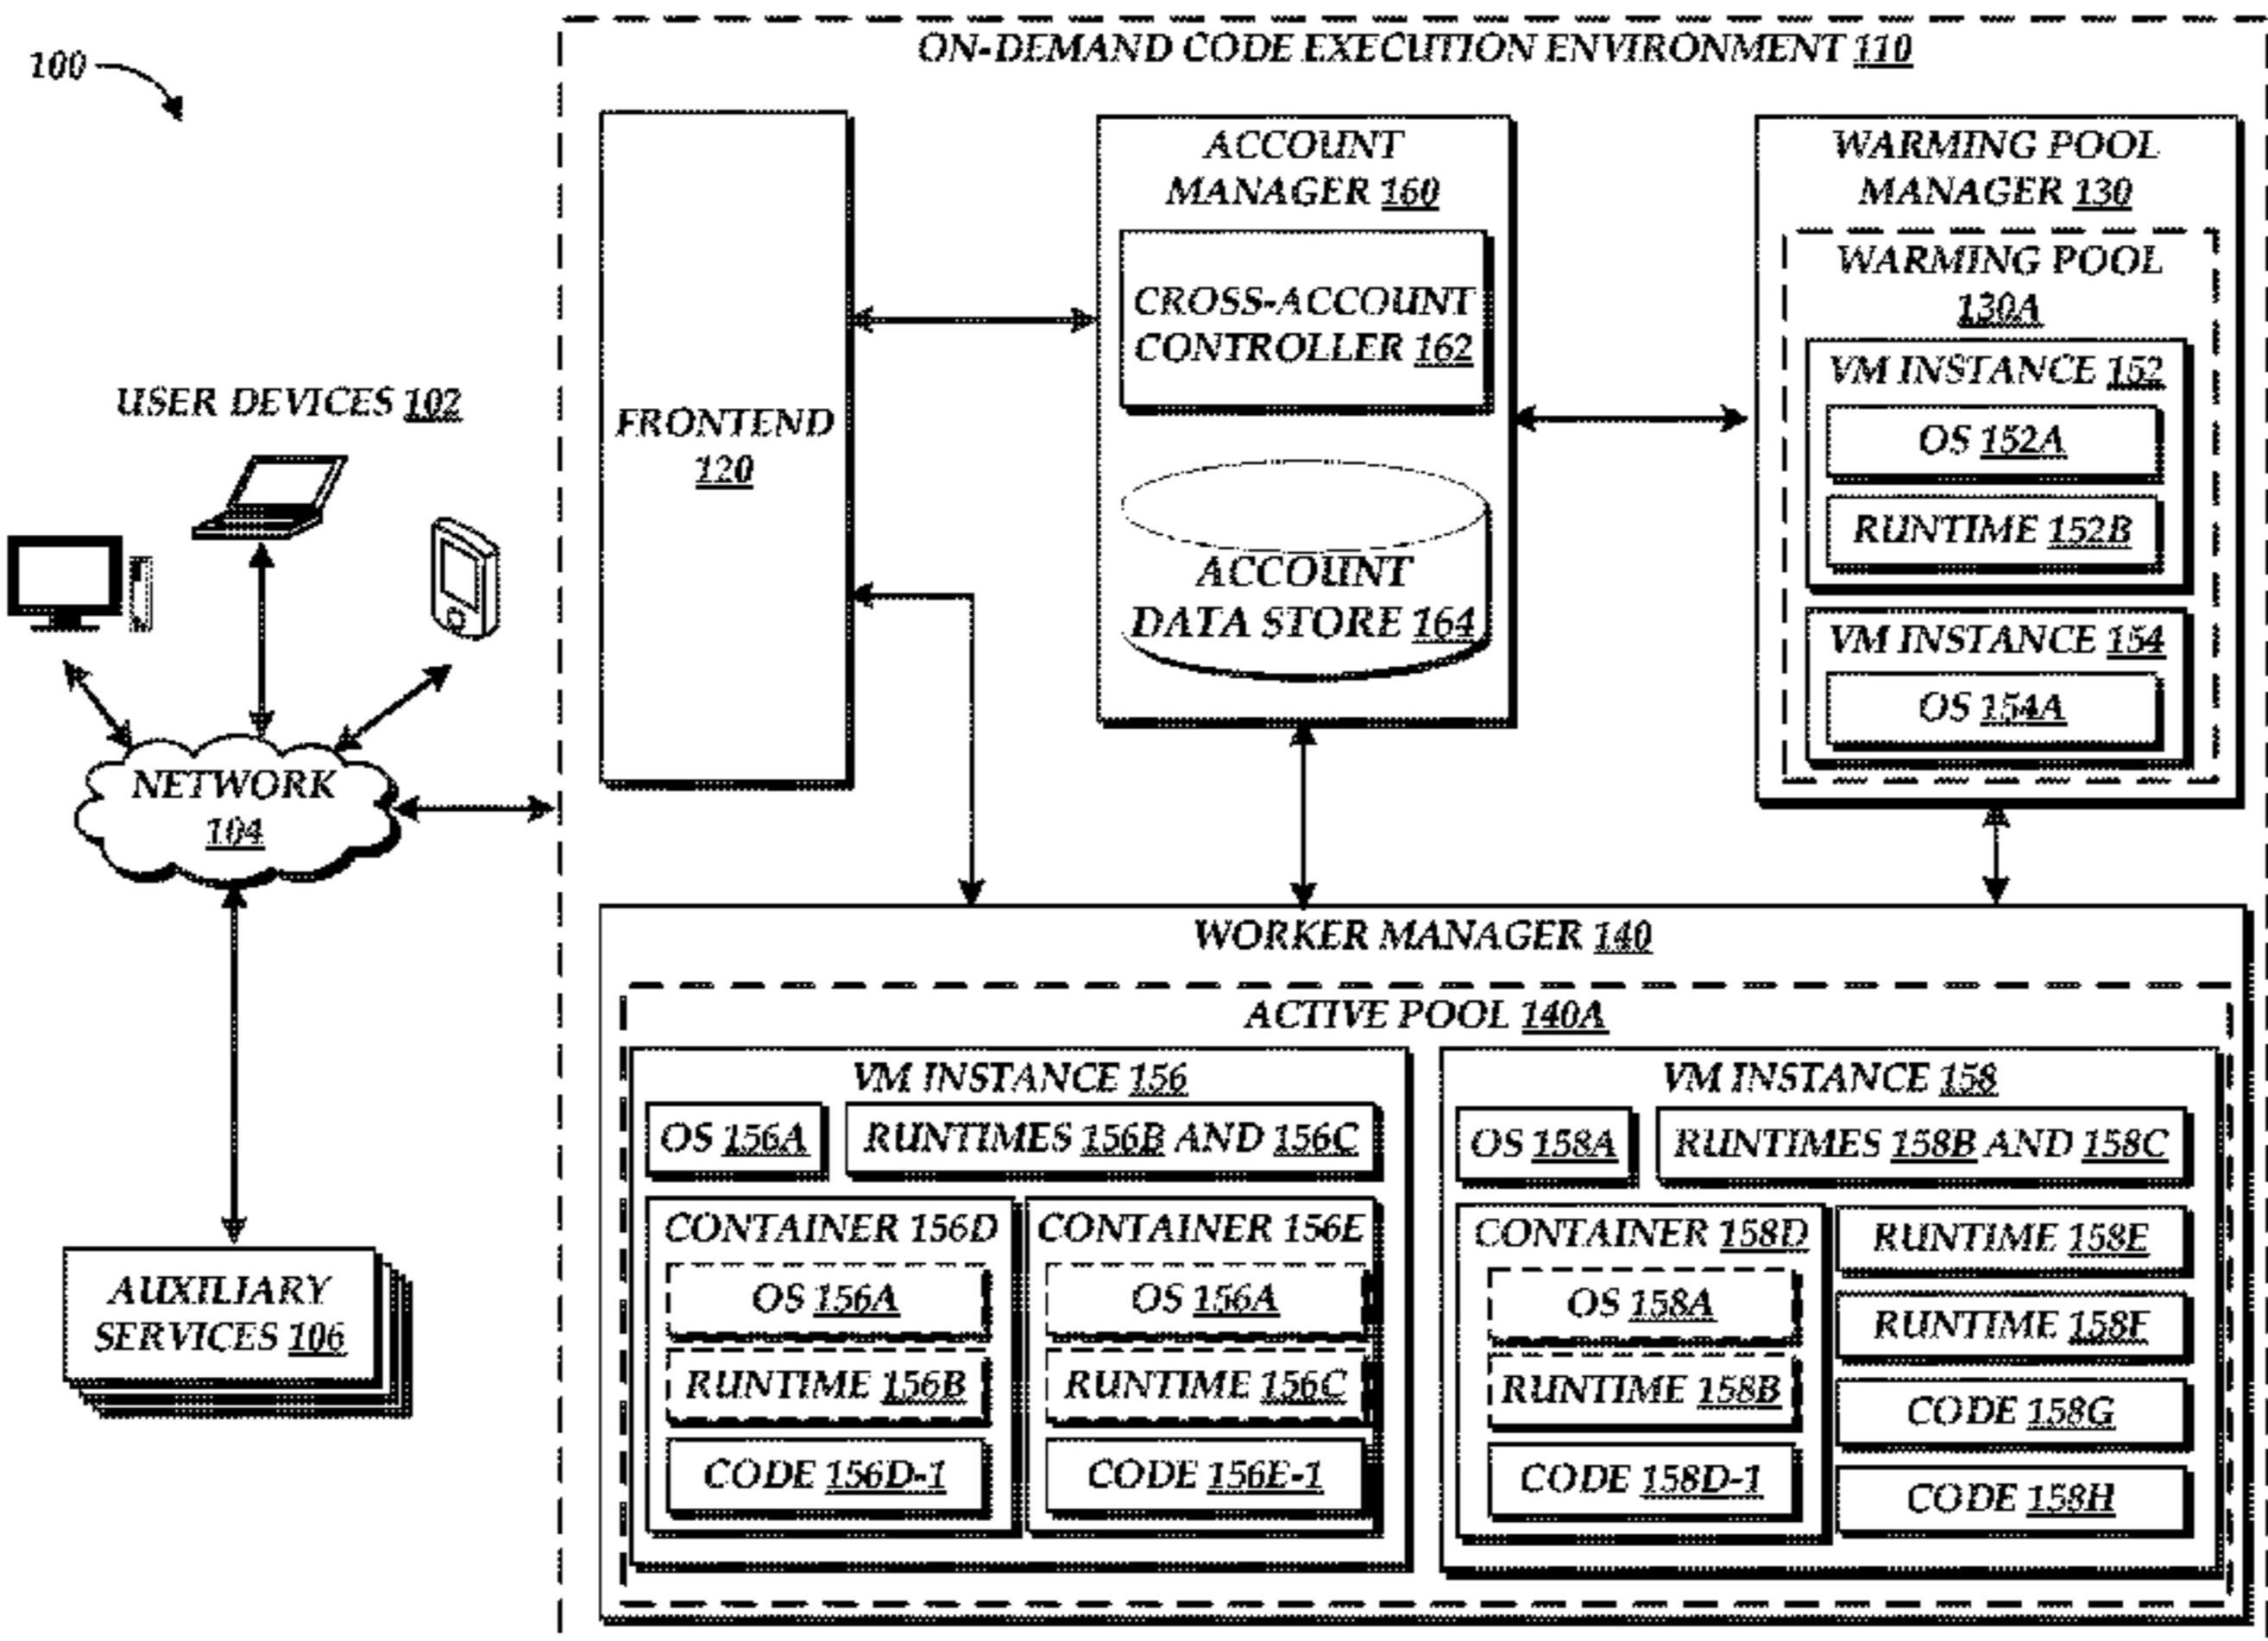 100
ON-DEMAND CODE EXECUTION ENVIRONMENT 110
USER DEVICES 102
NETWORK
104
AUXILIARY
SERVICES 106
FRONTEND
120
ACCOUNT
MANAGER 160
CROSS-ACCOUNT
CONTROLLER 162
ACCOUNT
DATA STORE 164
WARMING POOL
MANAGER 130
WARMING POOL
130A
VM INSTANCE 152
OS 152A
RUNTIME 152B
VM INSTANCE 154
OS 154A
WORKER MANAGER 140
ACTIVE POOL 140A
VM INSTANCE 156
OS 156A
RUNTIMES 156B AND 156C
CONTAINER 156D
OS 156A
RUNTIME 156B
CODE 156D-1
CONTAINER 156E
OS 156A
RUNTIME 156C
CODE 156E-1
VM INSTANCE 158
OS 158A
RUNTIMES 158B AND 158C
CONTAINER 158D
OS 158A
RUNTIME 158B
CODE 158D-1
RUNTIME 158E
RUNTIME 158F
CODE 158G
CODE 158H